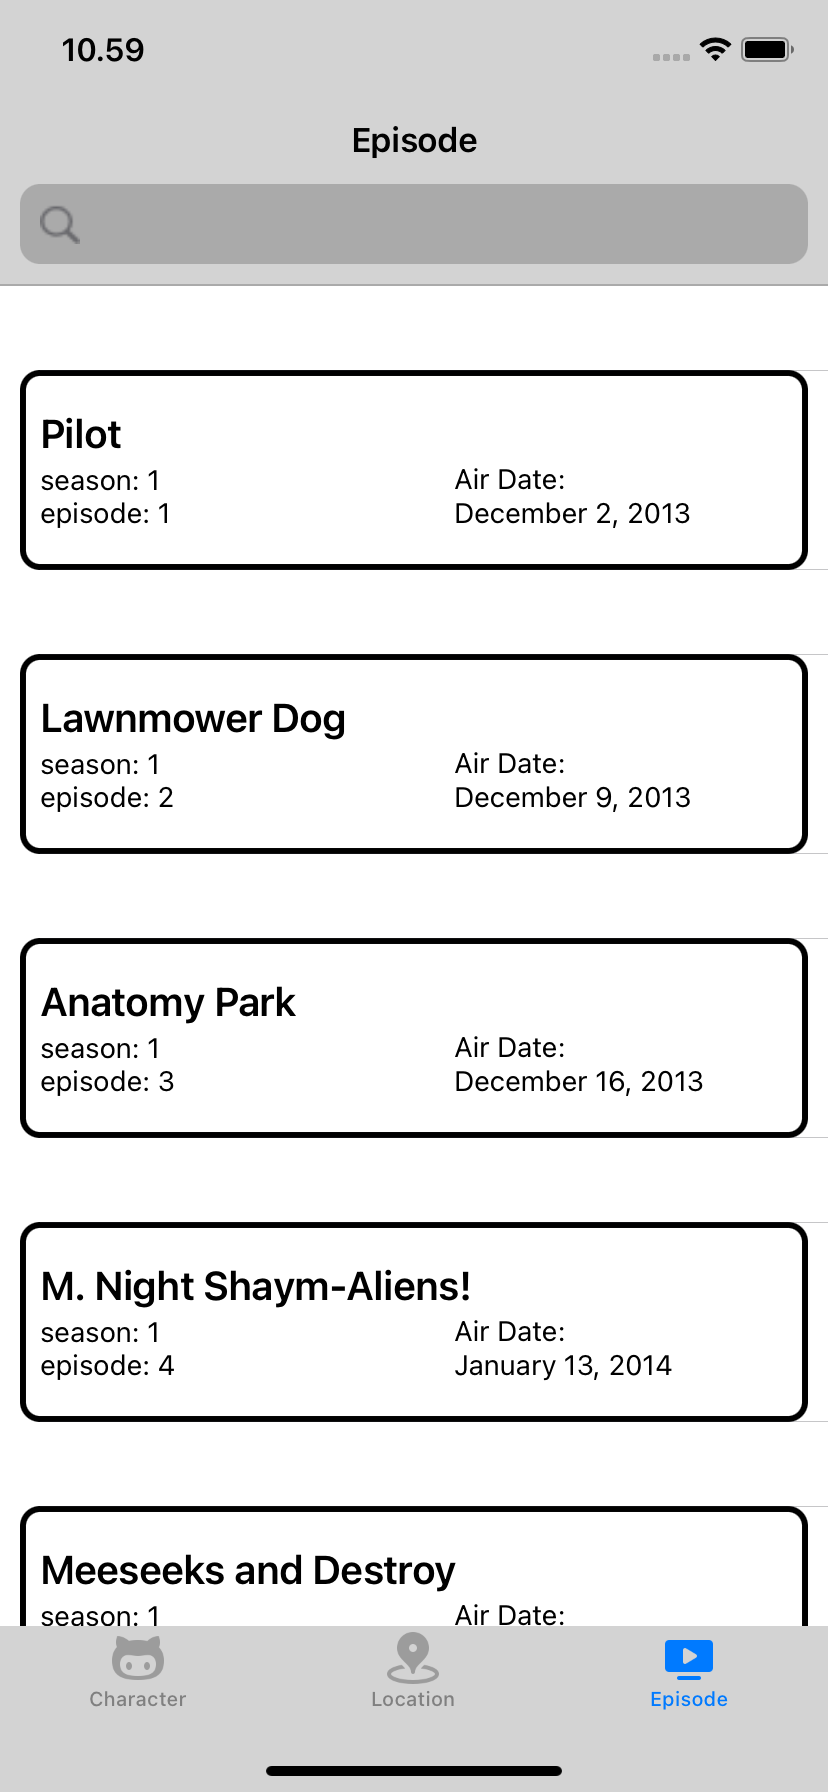 10.59
Episode
Pilot
season: 1
episode: 1
Air Date:
December 2, 2013
Lawnmower Dog
season: 1
episode: 2
Air Date:
December 9, 2013
Anatomy Park
season: 1
episode: 3
Air Date:
December 16, 2013
M. Night Shaym-Aliens!
season: 1
episode: 4
Air Date:
January 13, 2014
Meeseeks and Destroy
season: 1
Air Date:
Character
Location
Episode